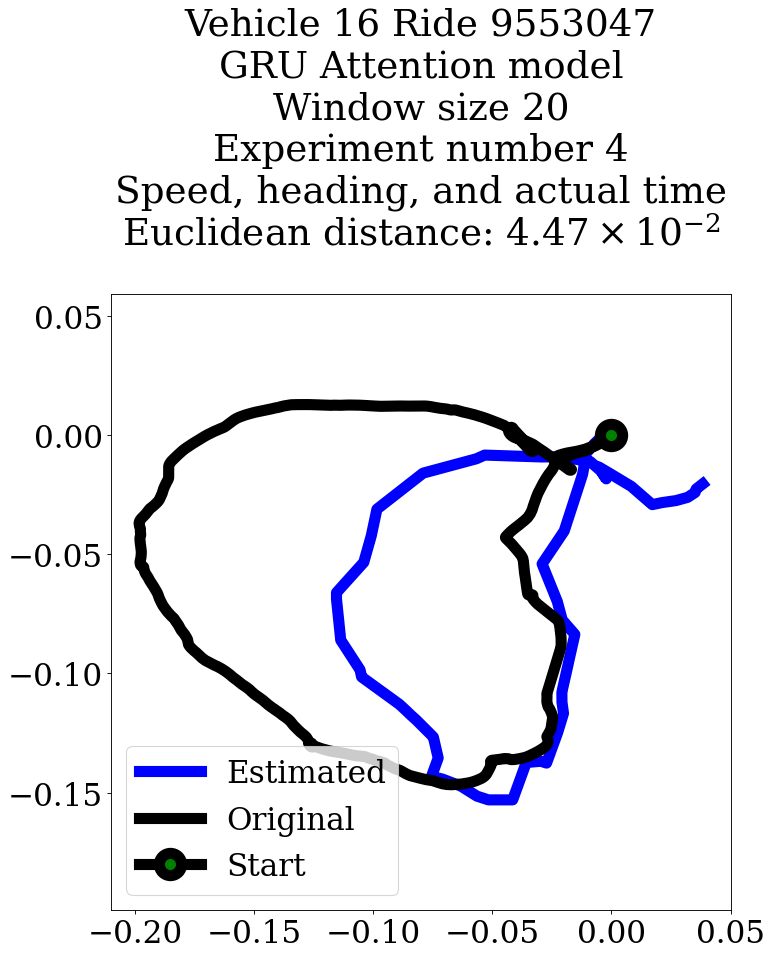 Vehicle 16 Ride 9553047
GRU Attention model
Window size 20
Experiment number 4
Speed, heading, and actual time
Euclidean distance: 4.47 × 10⁻²
0.05
0.00
−0.05
−0.10
−0.15
Estimated
Original
Start
−0.20 −0.15 −0.10 −0.05 0.00 0.05